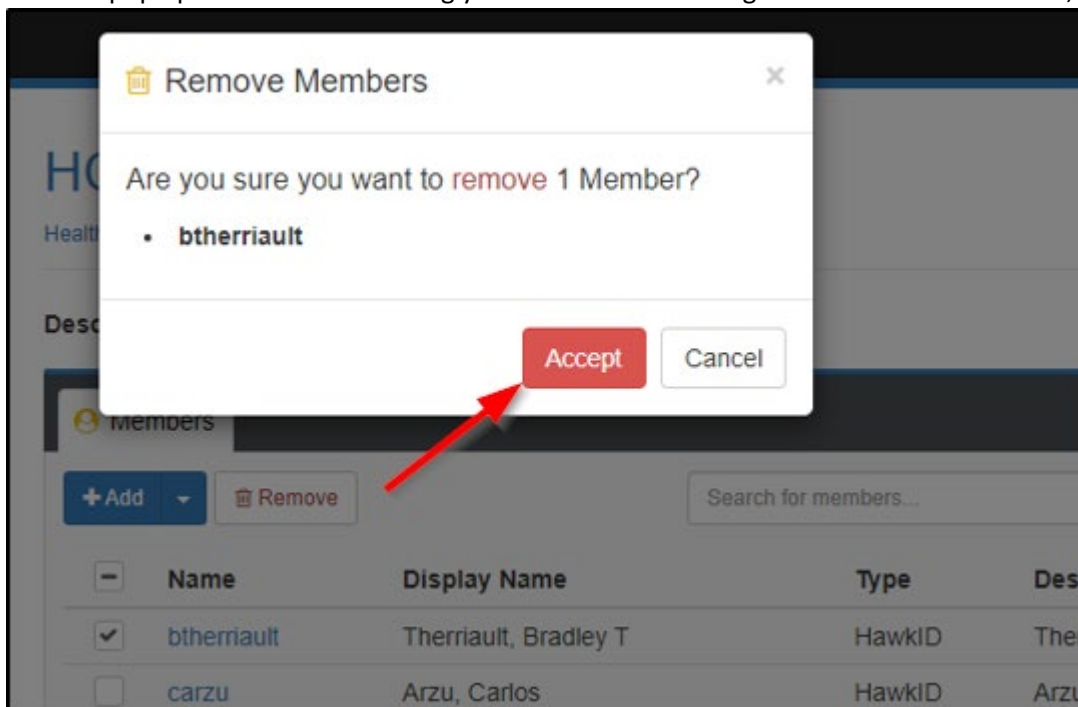 Remove Members ×
Are you sure you want to remove 1 Member?
• btherriault
Accept Cancel
Members
+ Add Remove Search for members...
Name Display Name Type
btherriault Therriault, Bradley T HawkID
carzu Arzu, Carlos HawkID